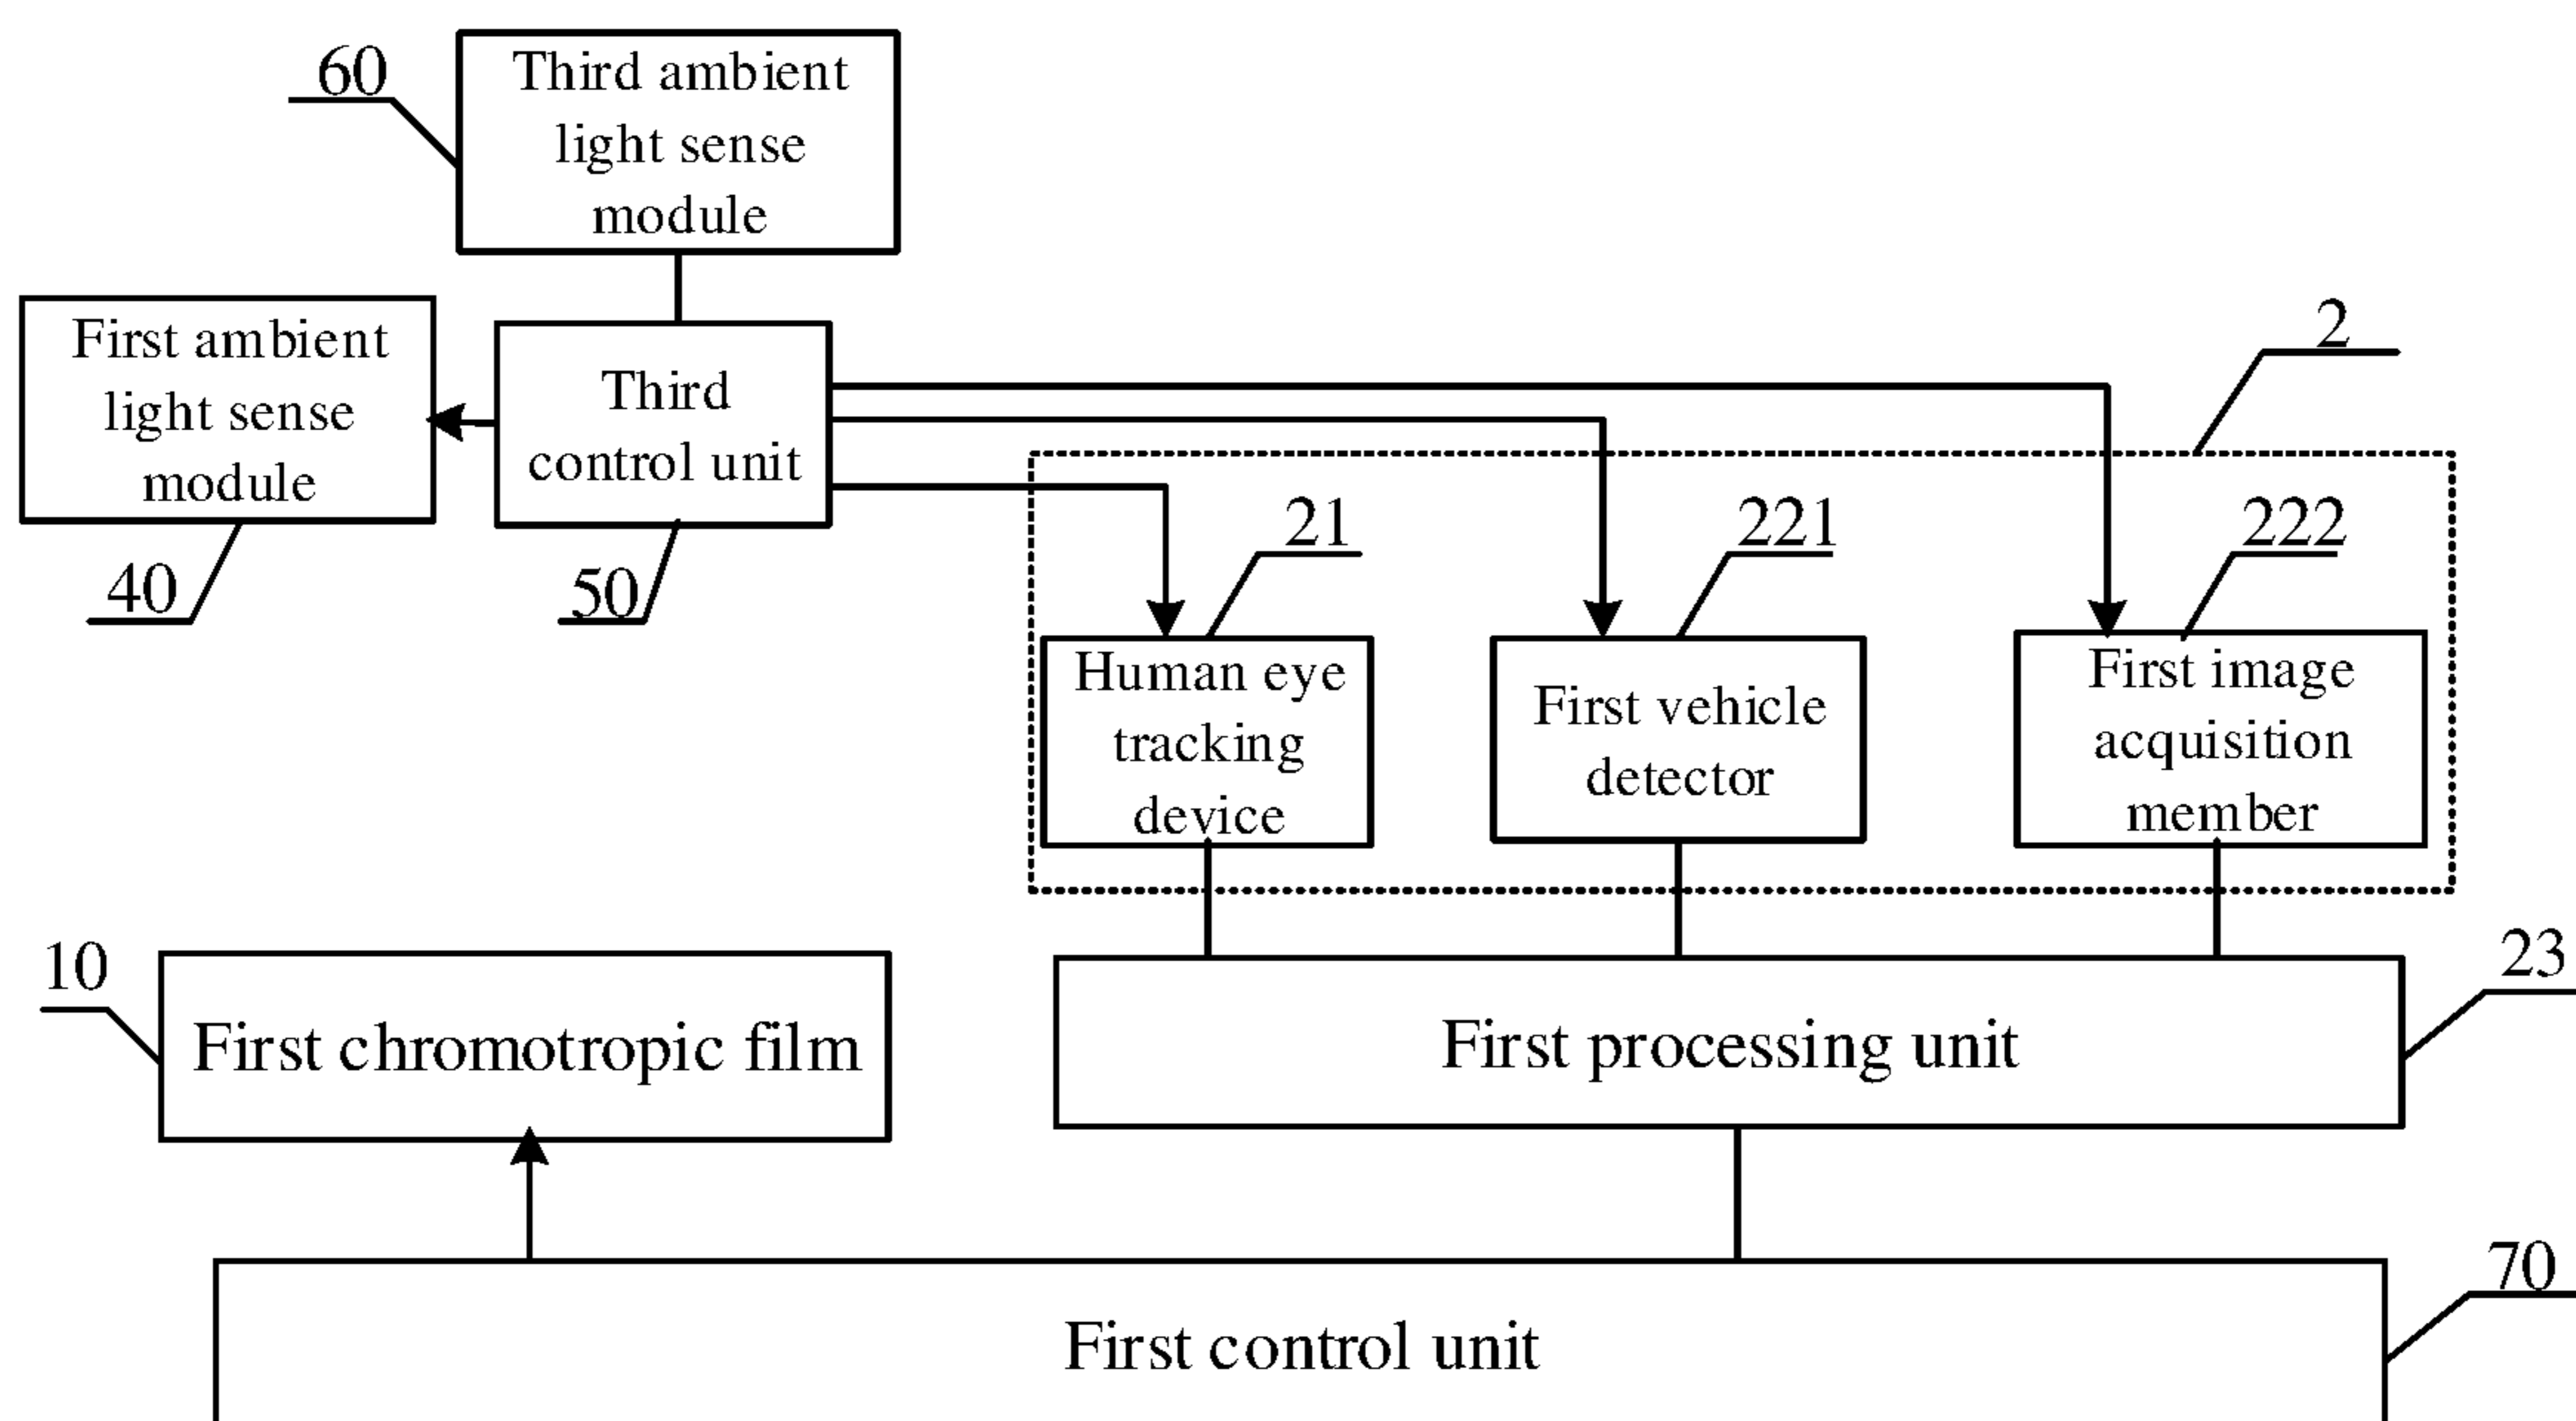 60
Third ambient
light sense
module
First ambient
light sense
module
40
Third
control unit
50
2
21
221
222
Human eye
tracking
device
First vehicle
detector
First image
acquisition
member
10
First chromotropic film
First processing unit
23
70
First control unit